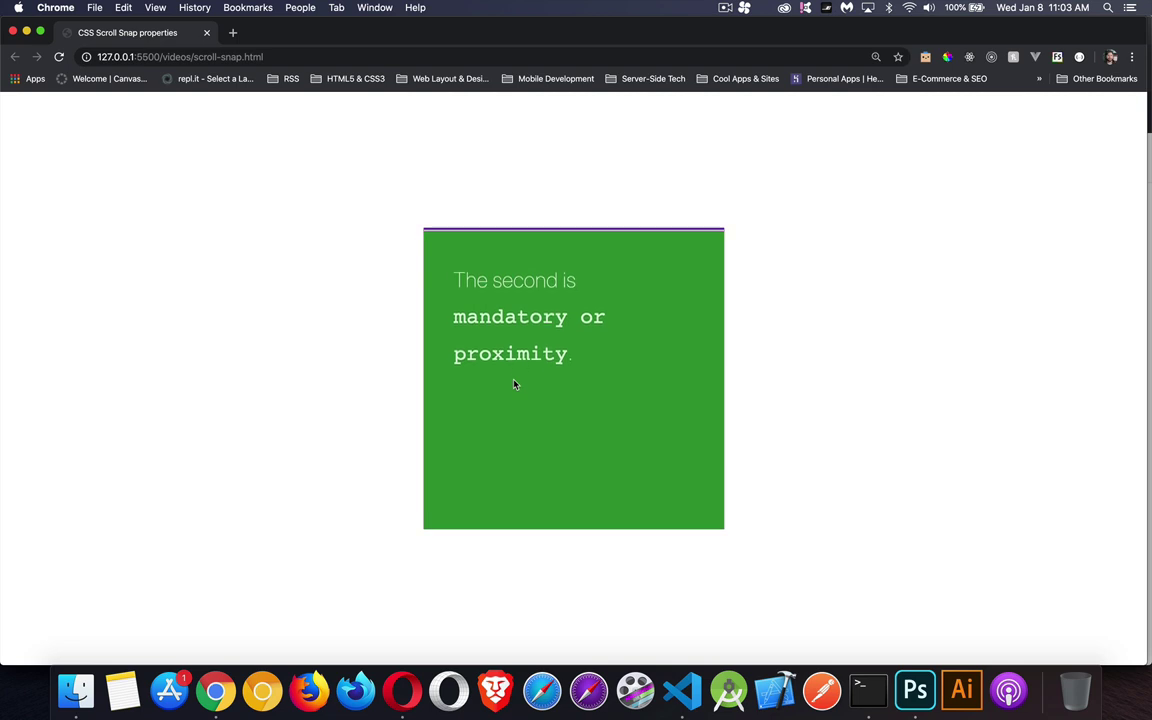 Chrome File Edit View History Bookmarks People Tab Window Help 100% Wed Jan 8 11:03 AM
CSS Scroll Snap properties
127.0.0.1:5500/videos/scroll-snap.html
Apps Welcome | Canvas... repl.it - Select a La... RSS HTML5 & CSS3 Web Layout & Desi... Mobile Development Server-Side Tech Cool Apps & Sites Personal Apps | He... E-Commerce & SEO » Other Bookmarks
The second is
mandatory or
proximity.
1
>_ Ps Ai